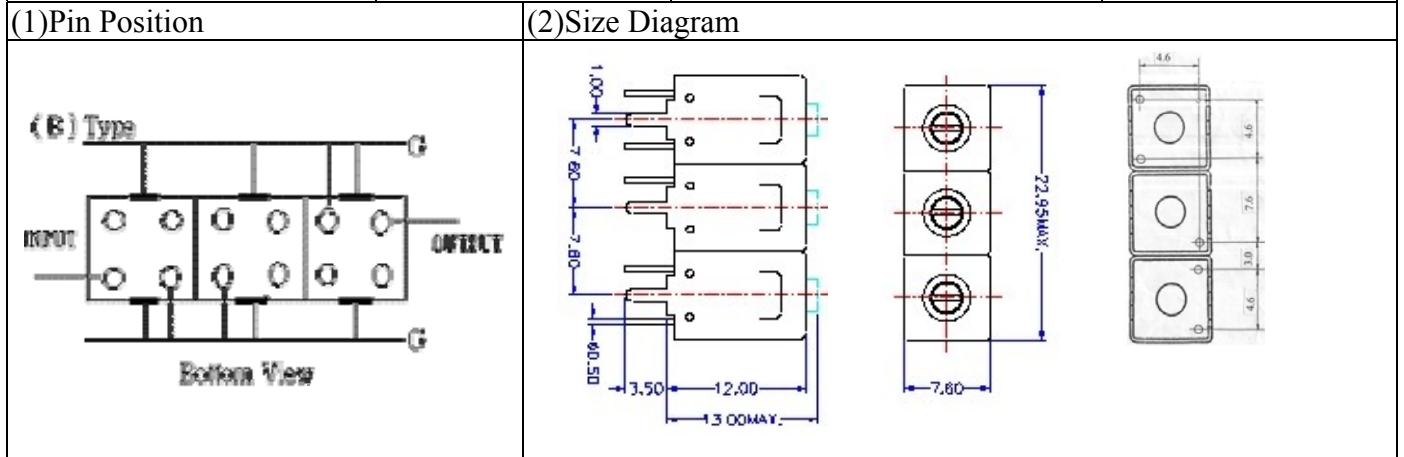 (1)Pin Position
(2)Size Diagram
(B) Type
G
INPUT
OUTPUT
G
Bottom View
1.00
7.60
7.60
ø0.50
3.50
12.00
13.00MAX.
22.95MAX.
7.60
4.6
4.6
7.6
3.0
4.6